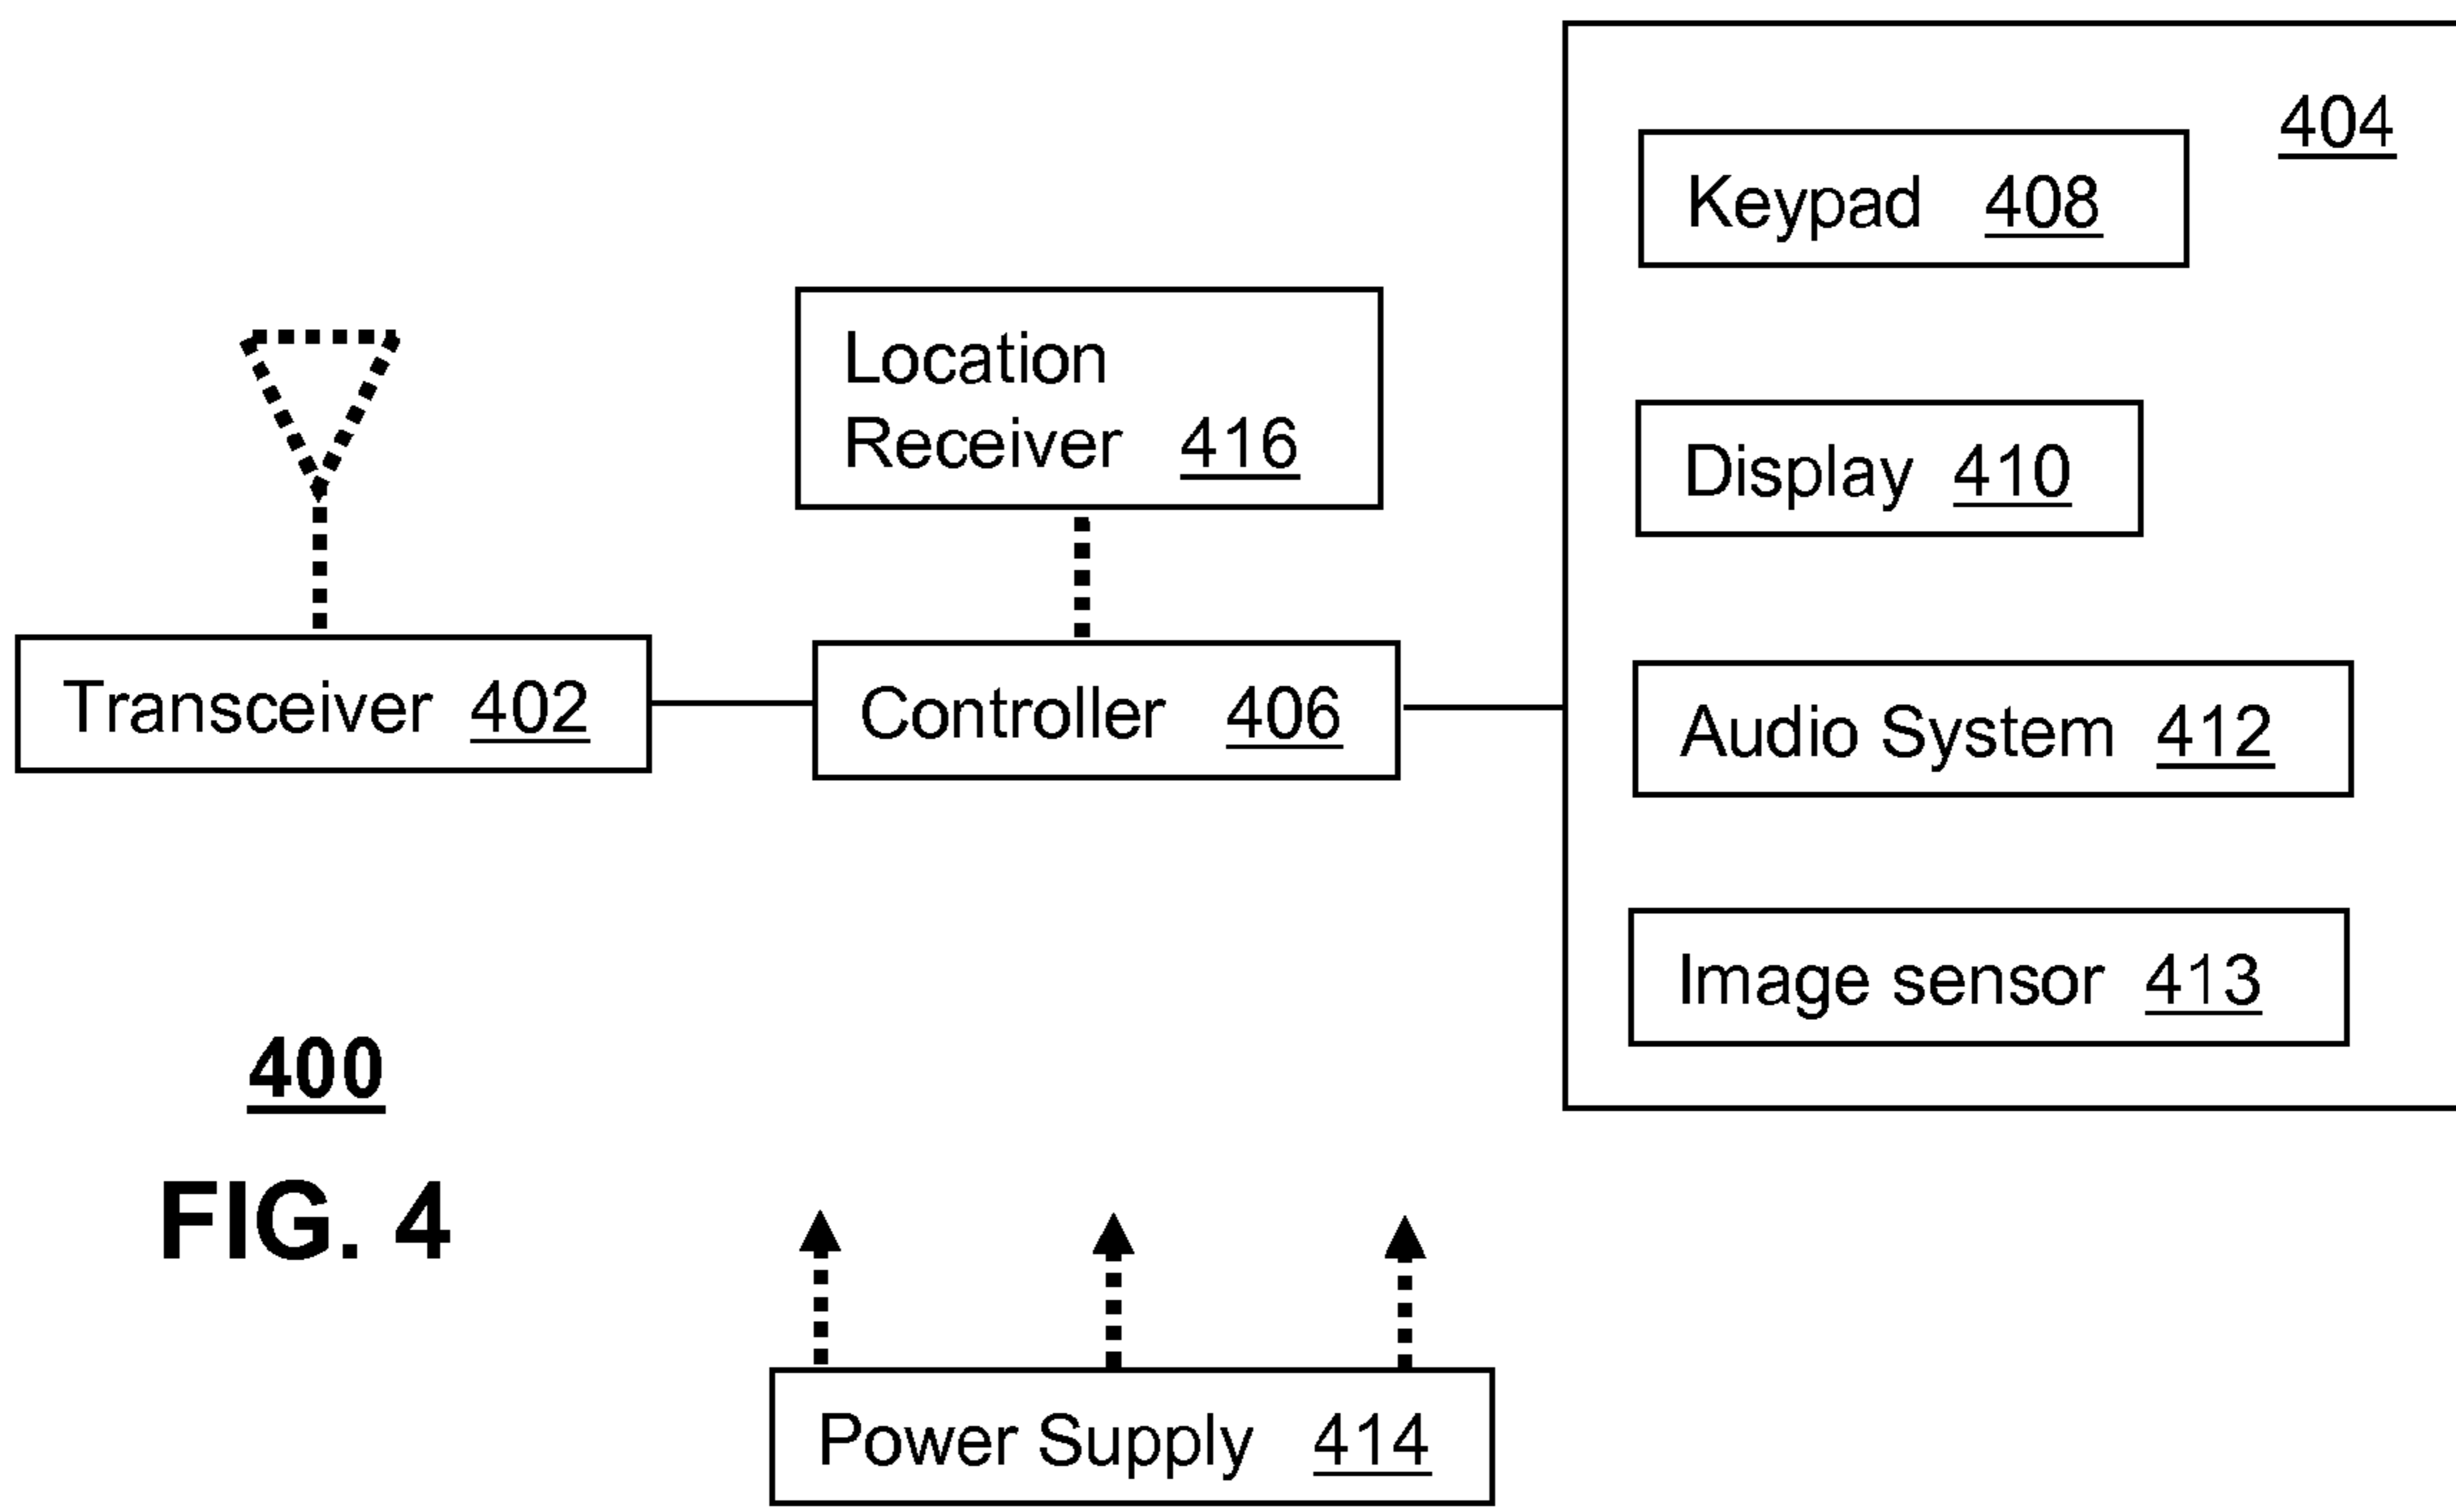 404
Keypad 408
Location
Receiver 416
Display 410
Transceiver 402
Controller 406
Audio System 412
Image sensor 413
400
FIG. 4
Power Supply 414